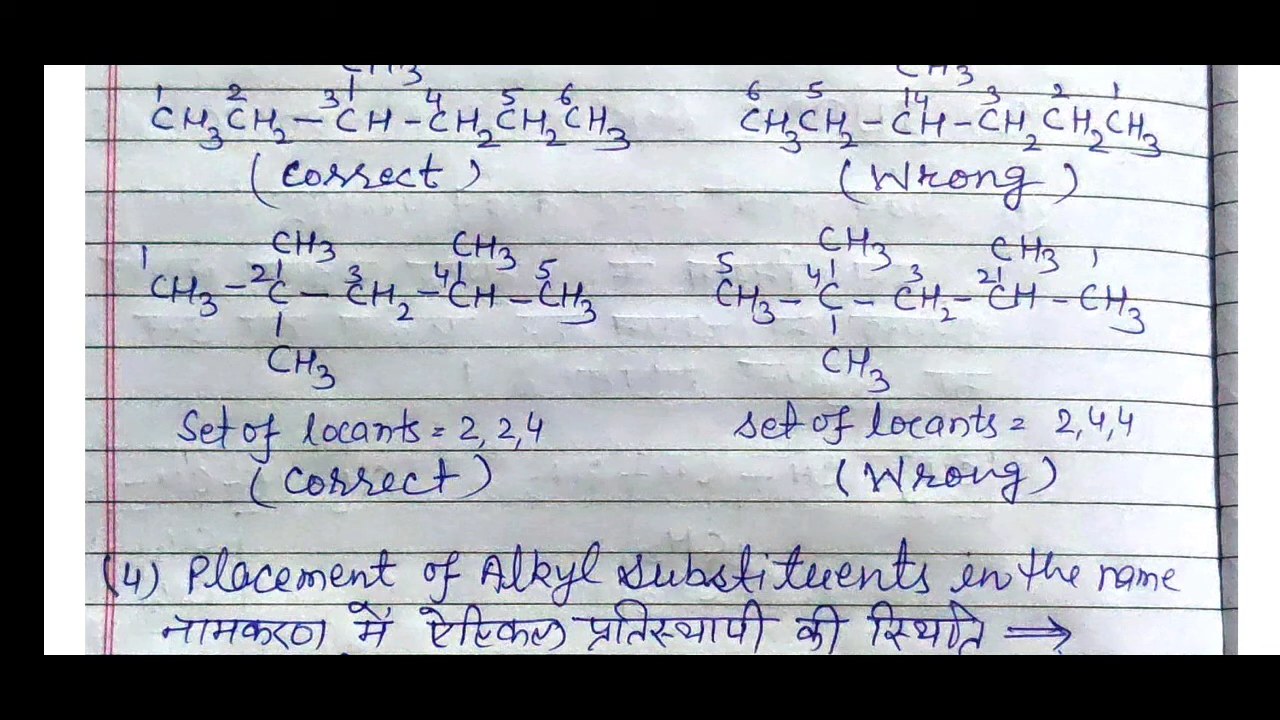 CH3 CH3
1 2 3 4 5 6 6 5 4 3 2 1
CH3CH2 – CH – CH2CH2CH3 CH3CH2 – CH – CH2CH2CH3
(Correct) (Wrong)
CH3 CH3 CH3 CH3
1 2 3 4 5 5 4 3 2 1
CH3 – C – CH2 – CH – CH3 CH3 – C – CH2 – CH – CH3
CH3 CH3
Set of locants = 2, 2, 4 set of locants = 2, 4, 4
(Correct) (Wrong)
(4) Placement of Alkyl substituents in the name
नामकरण में ऐल्किल प्रतिस्थापी की स्थिति ⇒